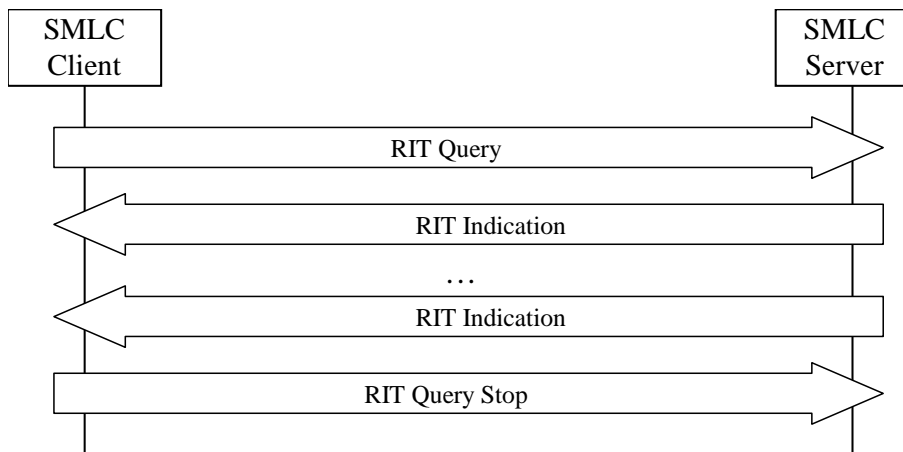 SMLC
Client
SMLC
Server
RIT Query
RIT Indication
…
RIT Indication
RIT Query Stop